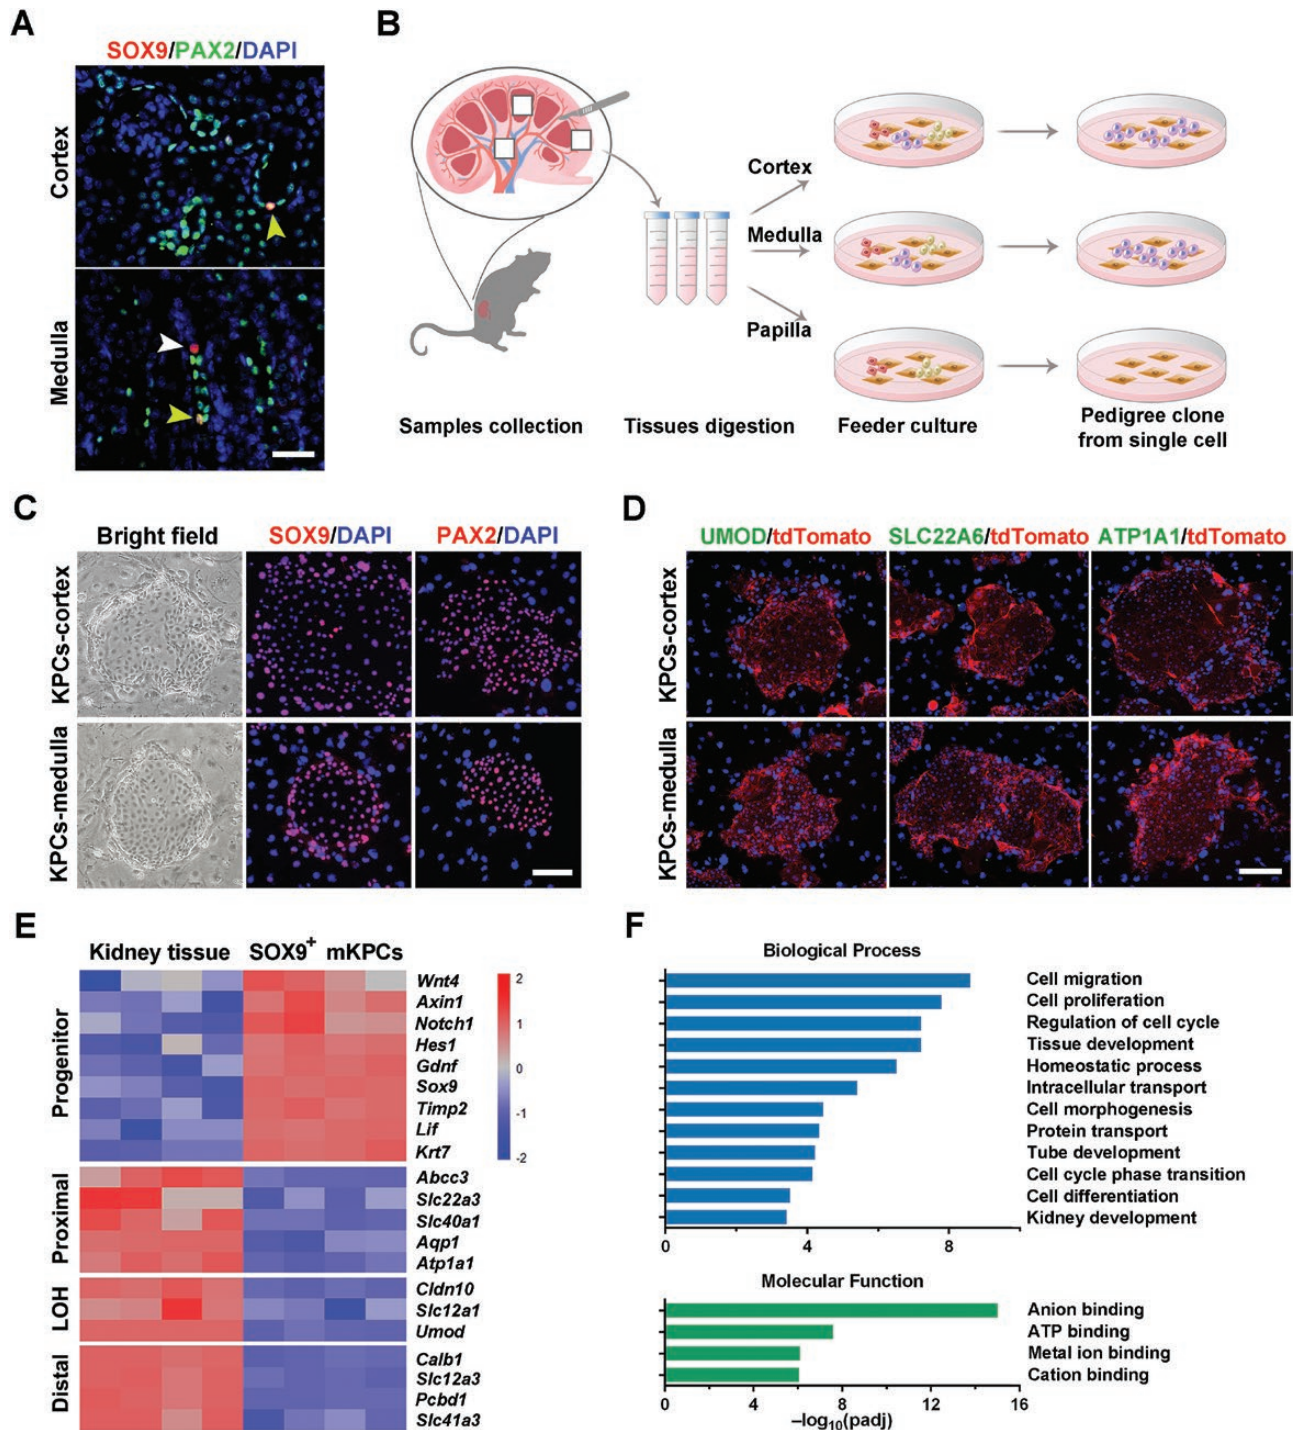 A
SOX9/PAX2/DAPI
Cortex
Medulla
B
Cortex
Medulla
Papilla
Samples collection
Tissues digestion
Feeder culture
Pedigree clone
from single cell
C
Bright field
SOX9/DAPI
PAX2/DAPI
KPCs-cortex
KPCs-medulla
D
UMOD/tdTomato
SLC22A6/tdTomato
ATP1A1/tdTomato
KPCs-cortex
KPCs-medulla
E
Kidney tissue
SOX9+ mKPCs
Progenitor
Wnt4
Axin1
Notch1
Hes1
Gdnf
Sox9
Timp2
Lif
Krt7
2
1
0
-1
-2
Proximal
Abcc3
Slc22a3
Slc40a1
Aqp1
Atp1a1
LOH
Cldn10
Slc12a1
Umod
Distal
Calb1
Slc12a3
Pcbd1
Slc41a3
F
Biological Process
Cell migration
Cell proliferation
Regulation of cell cycle
Tissue development
Homeostatic process
Intracellular transport
Cell morphogenesis
Protein transport
Tube development
Cell cycle phase transition
Cell differentiation
Kidney development
0 4 8
Molecular Function
Anion binding
ATP binding
Metal ion binding
Cation binding
0 4 8 12 16
–log10(padj)